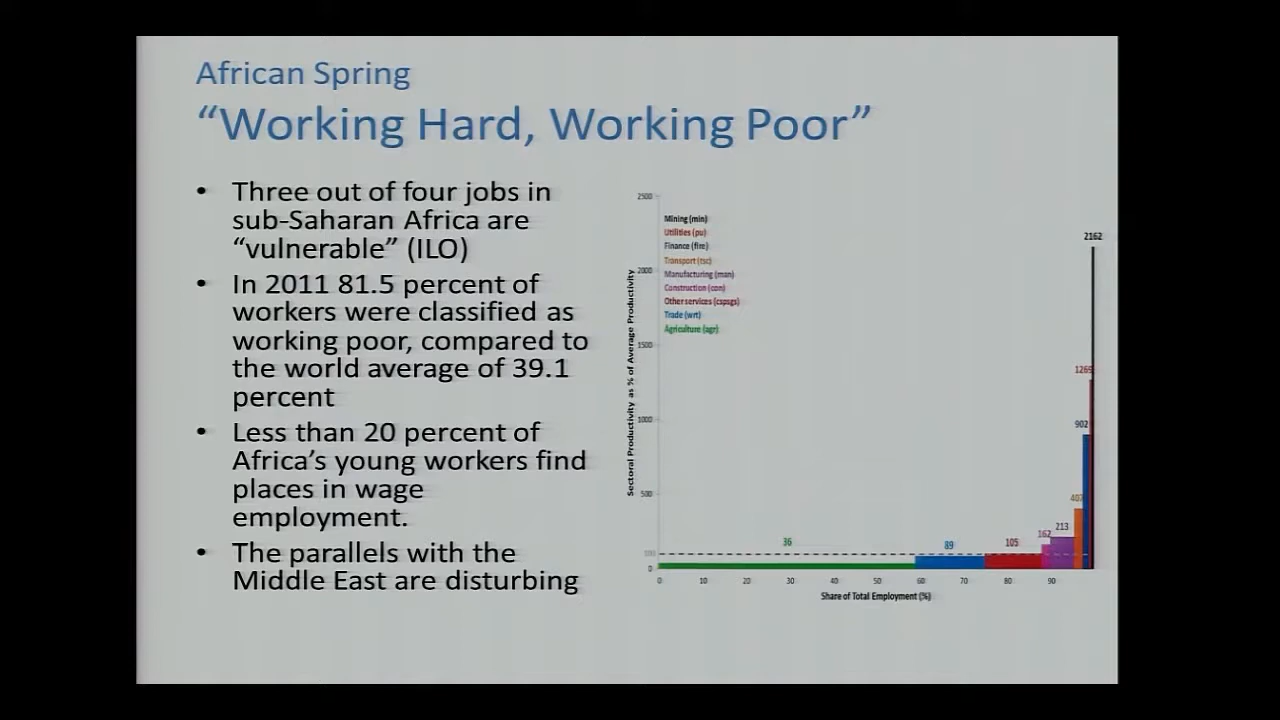 African Spring
“Working Hard, Working Poor”
• Three out of four jobs in
sub-Saharan Africa are
“vulnerable” (ILO)
• In 2011 81.5 percent of
workers were classified as
working poor, compared to
the world average of 39.1
percent
• Less than 20 percent of
Africa’s young workers find
places in wage
employment.
• The parallels with the
Middle East are disturbing
Sectoral Productivity as % of Average Productivity
2500
2000
1500
1000
500
100
0
Mining (min)
Utilities (pu)
Finance (fire)
Transport (tsc)
Manufacturing (man)
Construction (con)
Other services (cspsgs)
Trade (wrt)
Agriculture (agr)
36
89
105
162
213
407
902
1269
2162
0 10 20 30 40 50 60 70 80 90
Share of Total Employment (%)